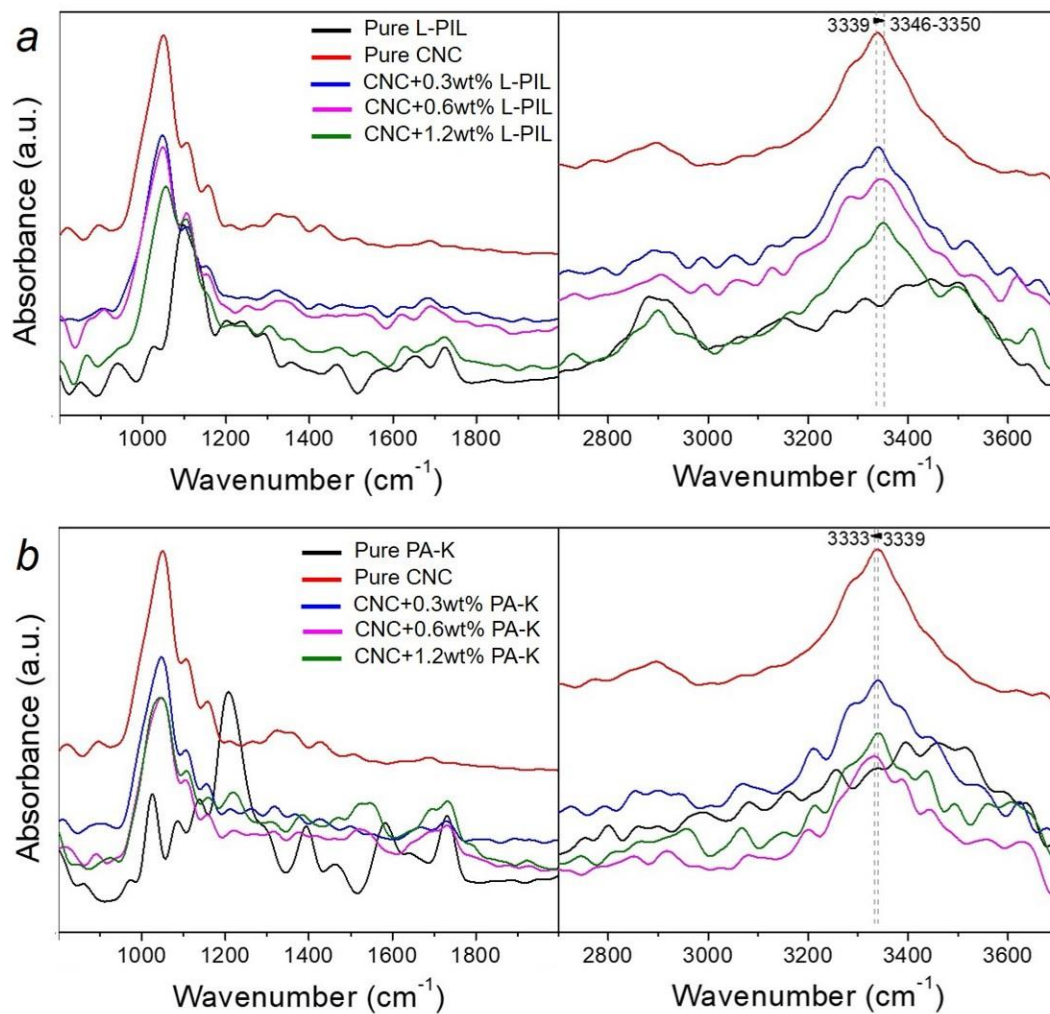 a
Pure L-PIL
Pure CNC
CNC+0.3wt% L-PIL
CNC+0.6wt% L-PIL
CNC+1.2wt% L-PIL
3339 3346-3350
Absorbance (a.u.)
1000 1200 1400 1600 1800 2800 3000 3200 3400 3600
Wavenumber (cm⁻¹) Wavenumber (cm⁻¹)
b
Pure PA-K
Pure CNC
CNC+0.3wt% PA-K
CNC+0.6wt% PA-K
CNC+1.2wt% PA-K
3333 3339
Absorbance (a.u.)
1000 1200 1400 1600 1800 2800 3000 3200 3400 3600
Wavenumber (cm⁻¹) Wavenumber (cm⁻¹)